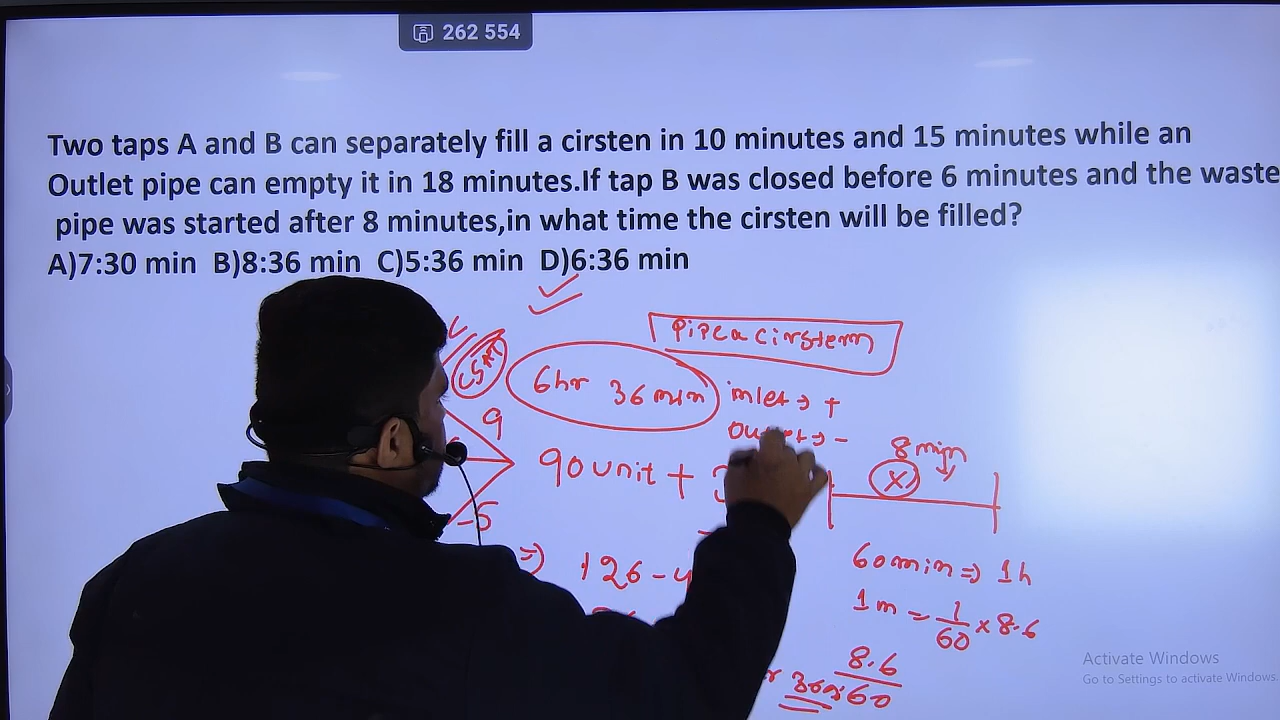 262 554
Two taps A and B can separately fill a cirsten in 10 minutes and 15 minutes while an
Outlet pipe can empty it in 18 minutes.If tap B was closed before 6 minutes and the waste
pipe was started after 8 minutes,in what time the cirsten will be filled?
A)7:30 min B)8:36 min C)5:36 min D)6:36 min
Pipe a cirstern
6hr 36 min
inlet → +
→ -
9
8 min
90 unit +
x
-5
⇒) 126 - 4
60 min ⇒ 1h
1 m = 1/60 x 8.6
8.6
36 60
Activate Windows
Go to Settings to activate Windows.